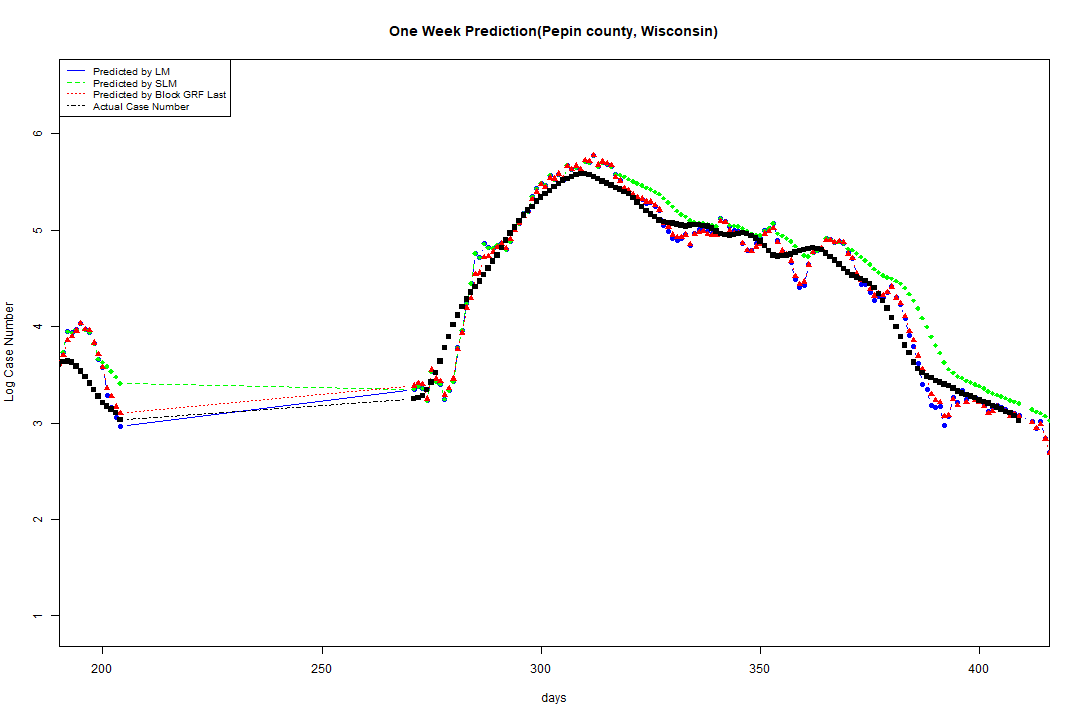 One Week Prediction(Pepin county, Wisconsin)
Predicted by LM
Predicted by SLM
Predicted by Block GRF Last
Actual Case Number
Log Case Number
6
5
4
3
2
1
200 250 300 350 400
days